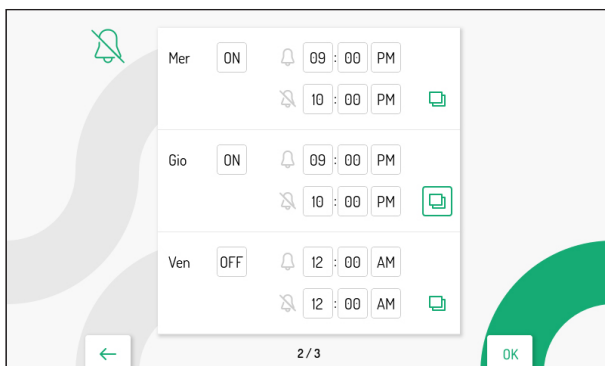 Mer ON 09 : 00 PM
10 : 00 PM
Gio ON 09 : 00 PM
10 : 00 PM
Ven OFF 12 : 00 AM
12 : 00 AM
2/3
OK